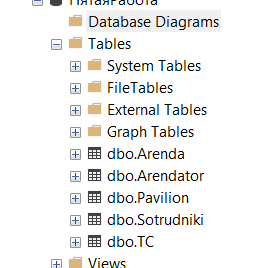 ПятаяРабота
Database Diagrams
Tables
System Tables
FileTables
External Tables
Graph Tables
dbo.Arenda
dbo.Arendator
dbo.Pavilion
dbo.Sotrudniki
dbo.TC
Views